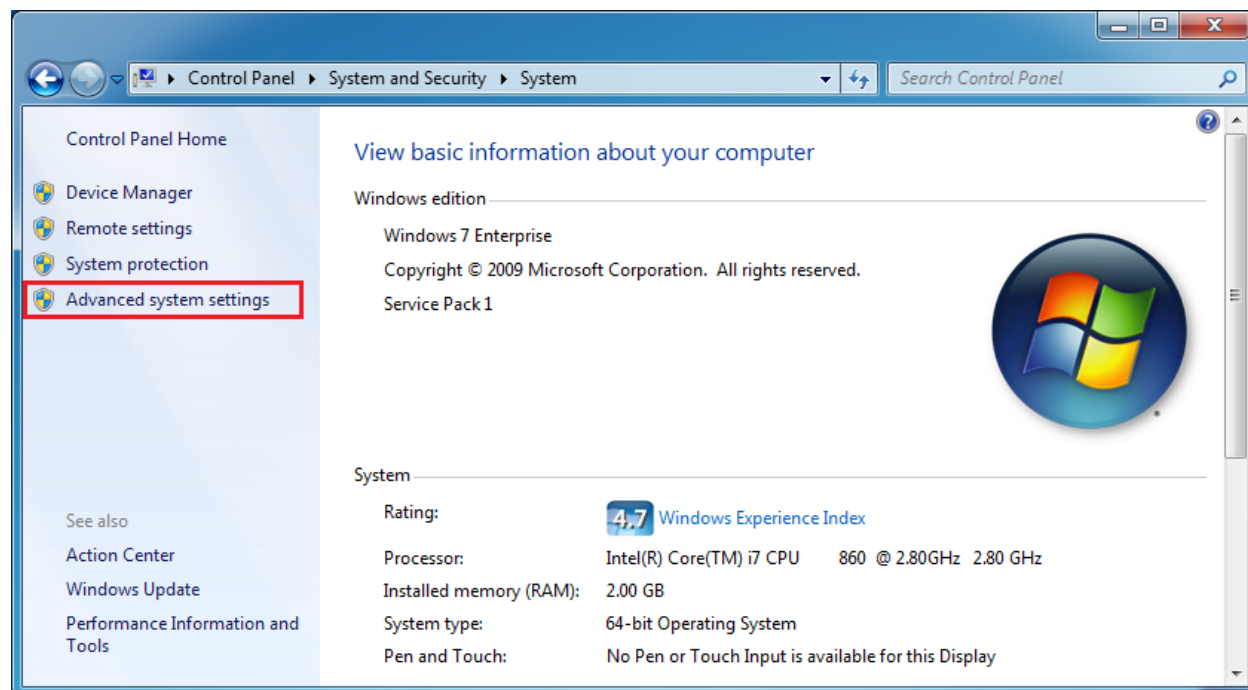 Control Panel ▸ System and Security ▸ System
Search Control Panel
Control Panel Home
Device Manager
Remote settings
System protection
Advanced system settings
See also
Action Center
Windows Update
Performance Information and
Tools
View basic information about your computer
Windows edition
Windows 7 Enterprise
Copyright © 2009 Microsoft Corporation. All rights reserved.
Service Pack 1
System
Rating: 4.7 Windows Experience Index
Processor: Intel(R) Core(TM) i7 CPU 860 @ 2.80GHz 2.80 GHz
Installed memory (RAM): 2.00 GB
System type: 64-bit Operating System
Pen and Touch: No Pen or Touch Input is available for this Display